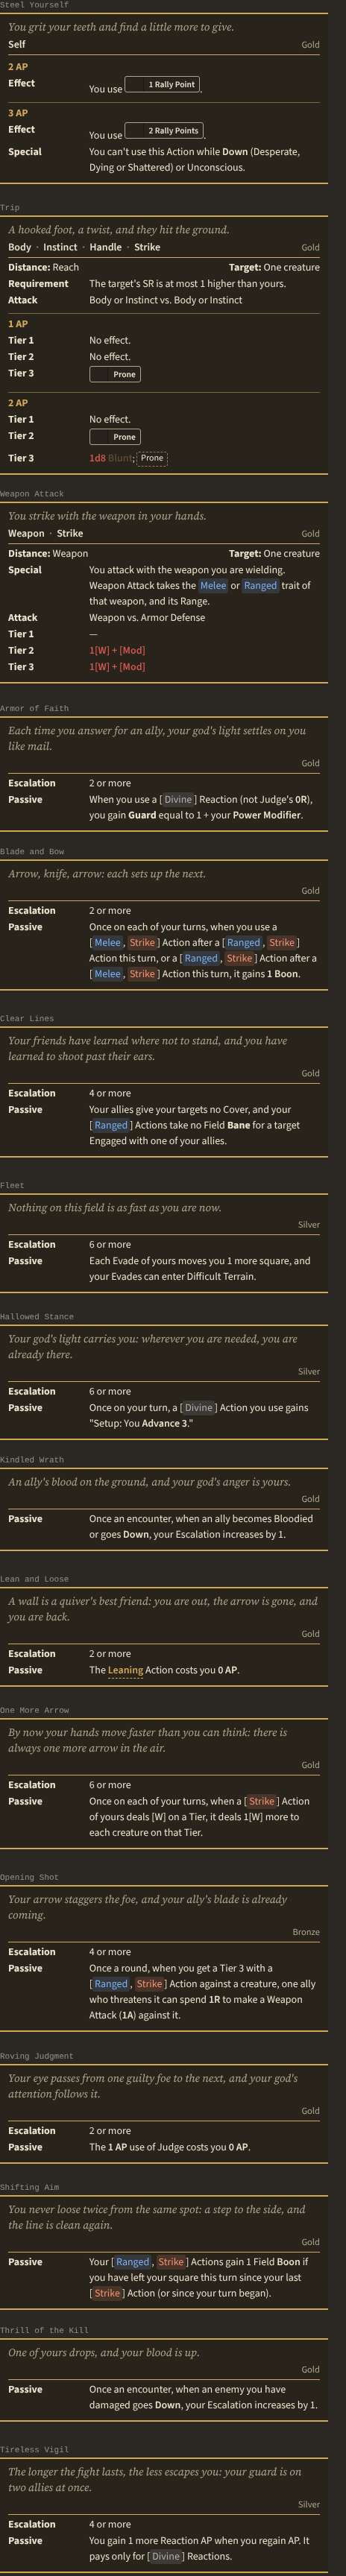 Steel Yourself
You grit your teeth and find a little more to give.
Self Gold
2 AP
Effect You use 1 Rally Point.
3 AP
Effect You use 2 Rally Points.
Special You can't use this Action while Down (Desperate,
Dying or Shattered) or Unconscious.
Trip
A hooked foot, a twist, and they hit the ground.
Body · Instinct · Handle · Strike Gold
Distance: Reach Target: One creature
Requirement The target's SR is at most 1 higher than yours.
Attack Body or Instinct vs. Body or Instinct
1 AP
Tier 1 No effect.
Tier 2 No effect.
Tier 3 Prone
2 AP
Tier 1 No effect.
Tier 2 Prone
Tier 3 1d8 Blunt; Prone
Weapon Attack
You strike with the weapon in your hands.
Weapon · Strike Gold
Distance: Weapon Target: One creature
Special You attack with the weapon you are wielding.
Weapon Attack takes the Melee or Ranged trait of
that weapon, and its Range.
Attack Weapon vs. Armor Defense
Tier 1 —
Tier 2 1[W] + [Mod]
Tier 3 1[W] + [Mod]
Armor of Faith
Each time you answer for an ally, your god's light settles on you
like mail.
Gold
Escalation 2 or more
Passive When you use a [Divine] Reaction (not Judge's 0R),
you gain Guard equal to 1 + your Power Modifier.
Blade and Bow
Arrow, knife, arrow: each sets up the next.
Gold
Escalation 2 or more
Passive Once on each of your turns, when you use a
[Melee, Strike] Action after a [Ranged, Strike]
Action this turn, or a [Ranged, Strike] Action after a
[Melee, Strike] Action this turn, it gains 1 Boon.
Clear Lines
Your friends have learned where not to stand, and you have
learned to shoot past their ears.
Gold
Escalation 4 or more
Passive Your allies give your targets no Cover, and your
[Ranged] Actions take no Field Bane for a target
Engaged with one of your allies.
Fleet
Nothing on this field is as fast as you are now.
Silver
Escalation 6 or more
Passive Each Evade of yours moves you 1 more square, and
your Evades can enter Difficult Terrain.
Hallowed Stance
Your god's light carries you: wherever you are needed, you are
already there.
Silver
Escalation 6 or more
Passive Once on your turn, a [Divine] Action you use gains
"Setup: You Advance 3."
Kindled Wrath
An ally's blood on the ground, and your god's anger is yours.
Gold
Passive Once an encounter, when an ally becomes Bloodied
or goes Down, your Escalation increases by 1.
Lean and Loose
A wall is a quiver's best friend: you are out, the arrow is gone, and
you are back.
Gold
Escalation 2 or more
Passive The Leaning Action costs you 0 AP.
One More Arrow
By now your hands move faster than you can think: there is
always one more arrow in the air.
Gold
Escalation 6 or more
Passive Once on each of your turns, when a [Strike] Action
of yours deals [W] on a Tier, it deals 1[W] more to
each creature on that Tier.
Opening Shot
Your arrow staggers the foe, and your ally's blade is already
coming.
Bronze
Escalation 4 or more
Passive Once a round, when you get a Tier 3 with a
[Ranged, Strike] Action against a creature, one ally
who threatens it can spend 1R to make a Weapon
Attack (1A) against it.
Roving Judgment
Your eye passes from one guilty foe to the next, and your god's
attention follows it.
Gold
Escalation 2 or more
Passive The 1 AP use of Judge costs you 0 AP.
Shifting Aim
You never loose twice from the same spot: a step to the side, and
the line is clean again.
Gold
Passive Your [Ranged, Strike] Actions gain 1 Field Boon if
you have left your square this turn since your last
[Strike] Action (or since your turn began).
Thrill of the Kill
One of yours drops, and your blood is up.
Gold
Passive Once an encounter, when an enemy you have
damaged goes Down, your Escalation increases by 1.
Tireless Vigil
The longer the fight lasts, the less escapes you: your guard is on
two allies at once.
Silver
Escalation 4 or more
Passive You gain 1 more Reaction AP when you regain AP. It
pays only for [Divine] Reactions.